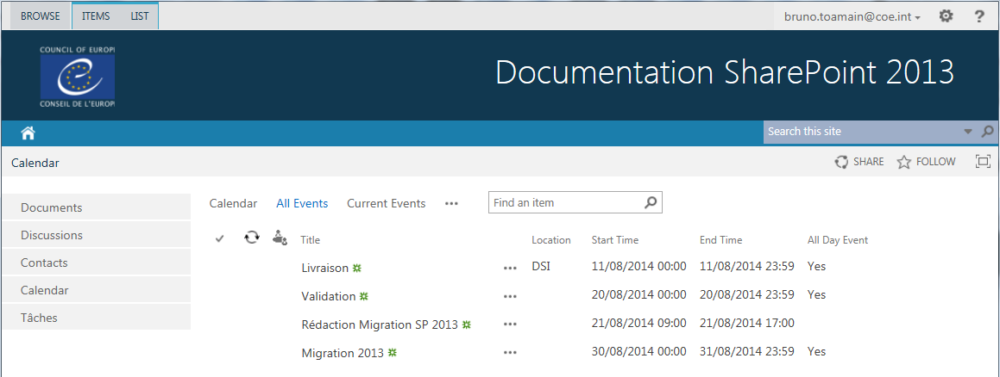 BROWSE ITEMS LIST bruno.toamain@coe.int ?
COUNCIL OF EUROP
CONSEIL DE L'EUROP
Documentation SharePoint 2013
Search this site
Calendar SHARE FOLLOW
Documents
Discussions
Contacts
Calendar
Tâches
Calendar All Events Current Events ••• Find an item
Title Location Start Time End Time All Day Event
Livraison ••• DSI 11/08/2014 00:00 11/08/2014 23:59 Yes
Validation ••• 20/08/2014 00:00 20/08/2014 23:59 Yes
Rédaction Migration SP 2013 ••• 21/08/2014 09:00 21/08/2014 17:00
Migration 2013 ••• 30/08/2014 00:00 31/08/2014 23:59 Yes